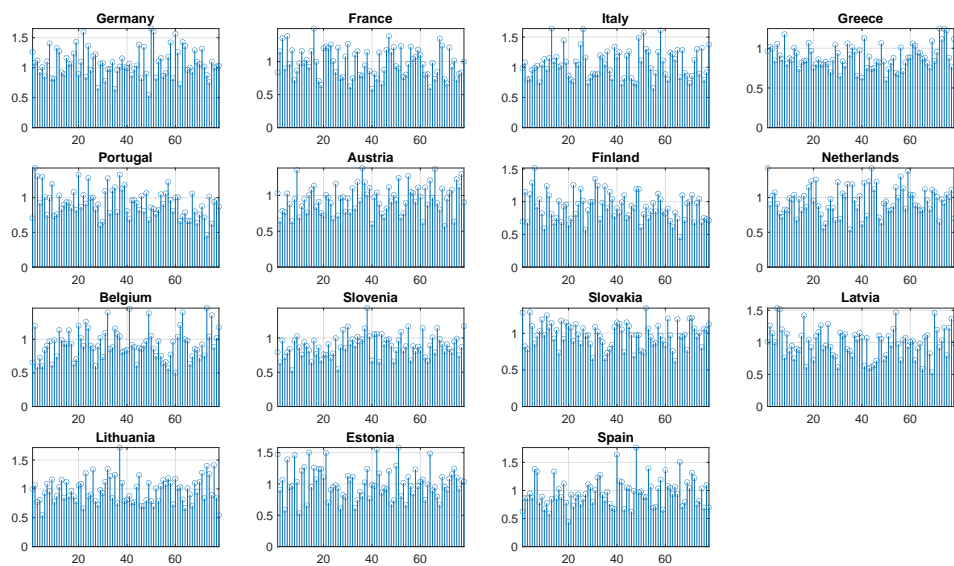 Germany France Italy Greece
1.5 1.5 1.5
1 1 1 1
0.5 0.5 0.5 0.5
0 0 0 0
20 40 60 20 40 60 20 40 60 20 40 60
Portugal Austria Finland Netherlands
1.5
1 1 1 1
0.5 0.5 0.5 0.5
0 0 0 0
20 40 60 20 40 60 20 40 60 20 40 60
Belgium Slovenia Slovakia Latvia
1.5
1 1 1 1
0.5 0.5 0.5 0.5
0 0 0 0
20 40 60 20 40 60 20 40 60 20 40 60
Lithuania Estonia Spain
1.5 1.5 1.5
1 1 1
0.5 0.5 0.5
0 0 0
20 40 60 20 40 60 20 40 60